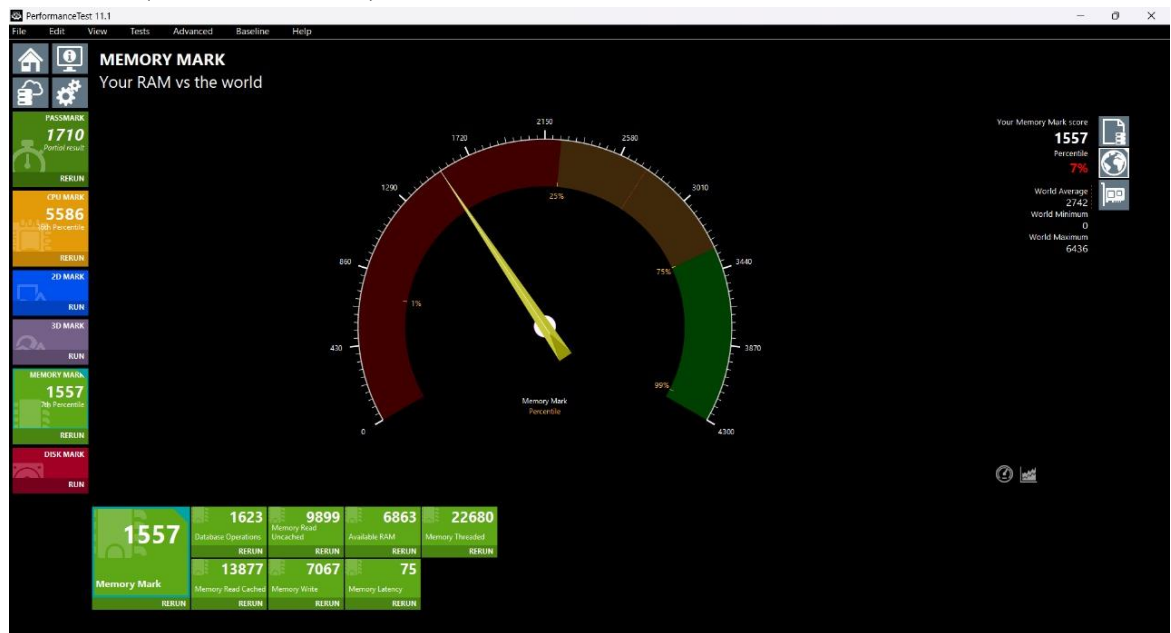 PerformanceTest 11.1
File Edit View Tests Advanced Baseline Help
MEMORY MARK
Your RAM vs the world
PASSMARK
1710
Partial result
RERUN
CPU MARK
5586
Percentile
RERUN
2D MARK
RUN
3D MARK
RUN
MEMORY MARK
1557
7th Percentile
RERUN
DISK MARK
RUN
0
430
860
1290
1720
2150
2580
3010
3440
3870
4300
1%
25%
75%
99%
Memory Mark
Percentile
Your Memory Mark score
1557
Percentile
7%
World Average
2742
World Minimum
0
World Maximum
6436
1557
Memory Mark
RERUN
1623
Database Operations
RERUN
9899
Memory Read
Uncached
RERUN
6863
Available RAM
RERUN
22680
Memory Threaded
RERUN
13877
Memory Read Cached
RERUN
7067
Memory Write
RERUN
75
Memory Latency
RERUN